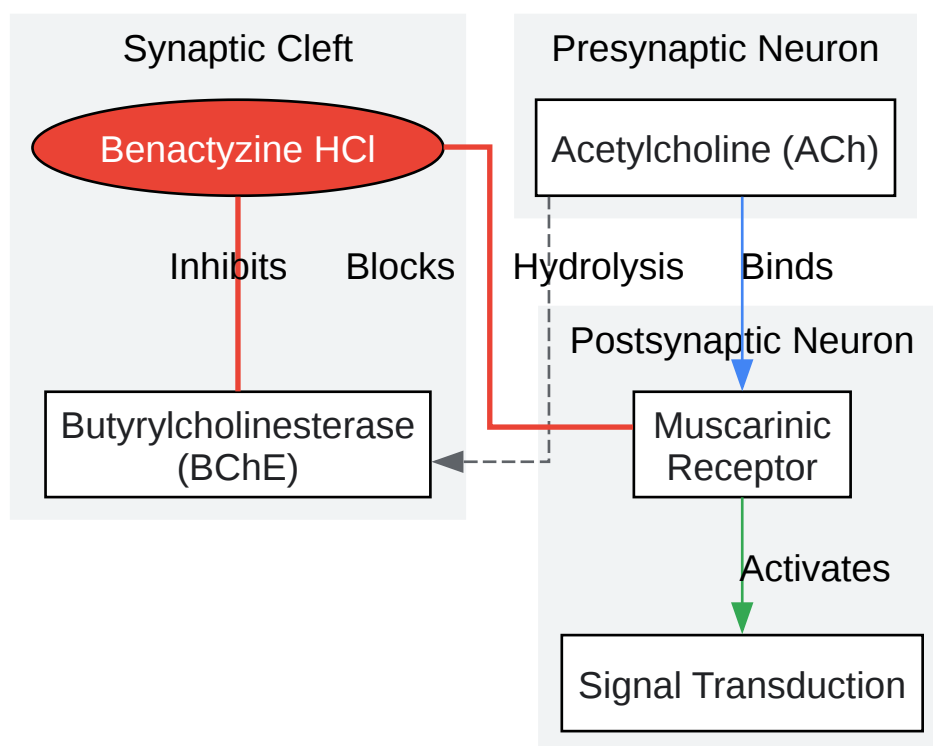 Synaptic Cleft
Presynaptic Neuron
Benactyzine HCl
Acetylcholine (ACh)
Inhibits
Blocks
Hydrolysis
Binds
Postsynaptic Neuron
Butyrylcholinesterase
(BChE)
Muscarinic
Receptor
Activates
Signal Transduction